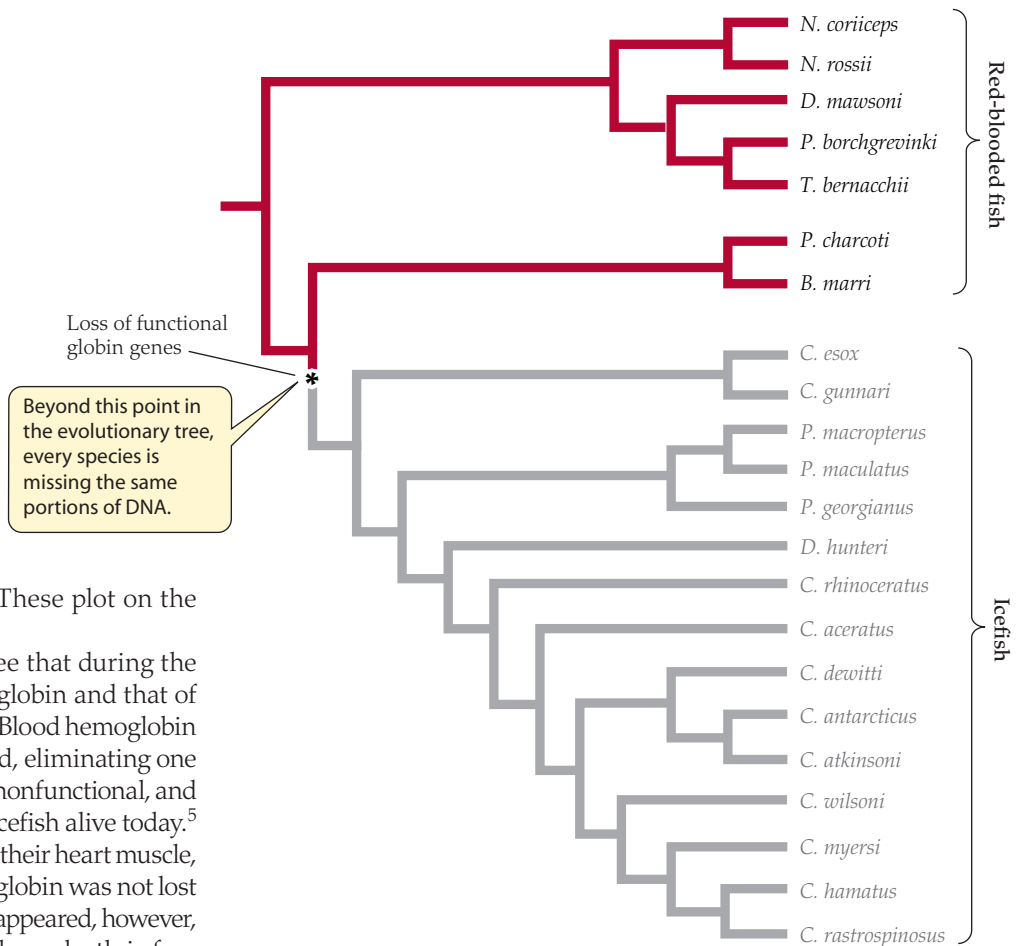 N. coriiceps
N. rossii
D. mawsoni
P. borchgrevinki
T. bernacchii
P. charcoti
B. marri
Red-blooded fish
Loss of functional
globin genes
*
Beyond this point in
the evolutionary tree,
every species is
missing the same
portions of DNA.
C. esox
C. gunnari
P. macropterus
P. maculatus
P. georgianus
D. hunteri
C. rhinoceratus
C. aceratus
C. dewitti
C. antarcticus
C. atkinsoni
C. wilsoni
C. myersi
C. hamatus
C. rastrospinosus
Icefish
These plot on the
ee that during the
globin and that of
Blood hemoglobin
d, eliminating one
nonfunctional, and
cefish alive today.5
their heart muscle,
globin was not lost
appeared, however,